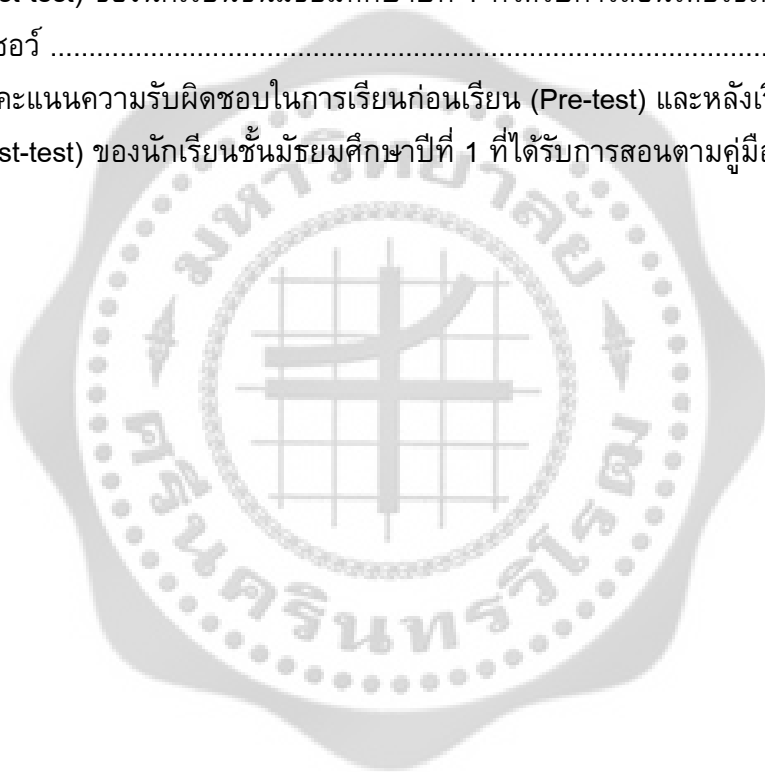 ชอว์ ....................................................................................
คะแนนความรับผิดชอบในการเรียนก่อนเรียน (Pre-test) และหลังเ
st-test) ของนักเรียนชั้นมัธยมศึกษาปีที่ 1 ที่ได้รับการสอนตามคู่มือ
มหาวิทยาลัย
ศรีนครินทรวิโรฒ